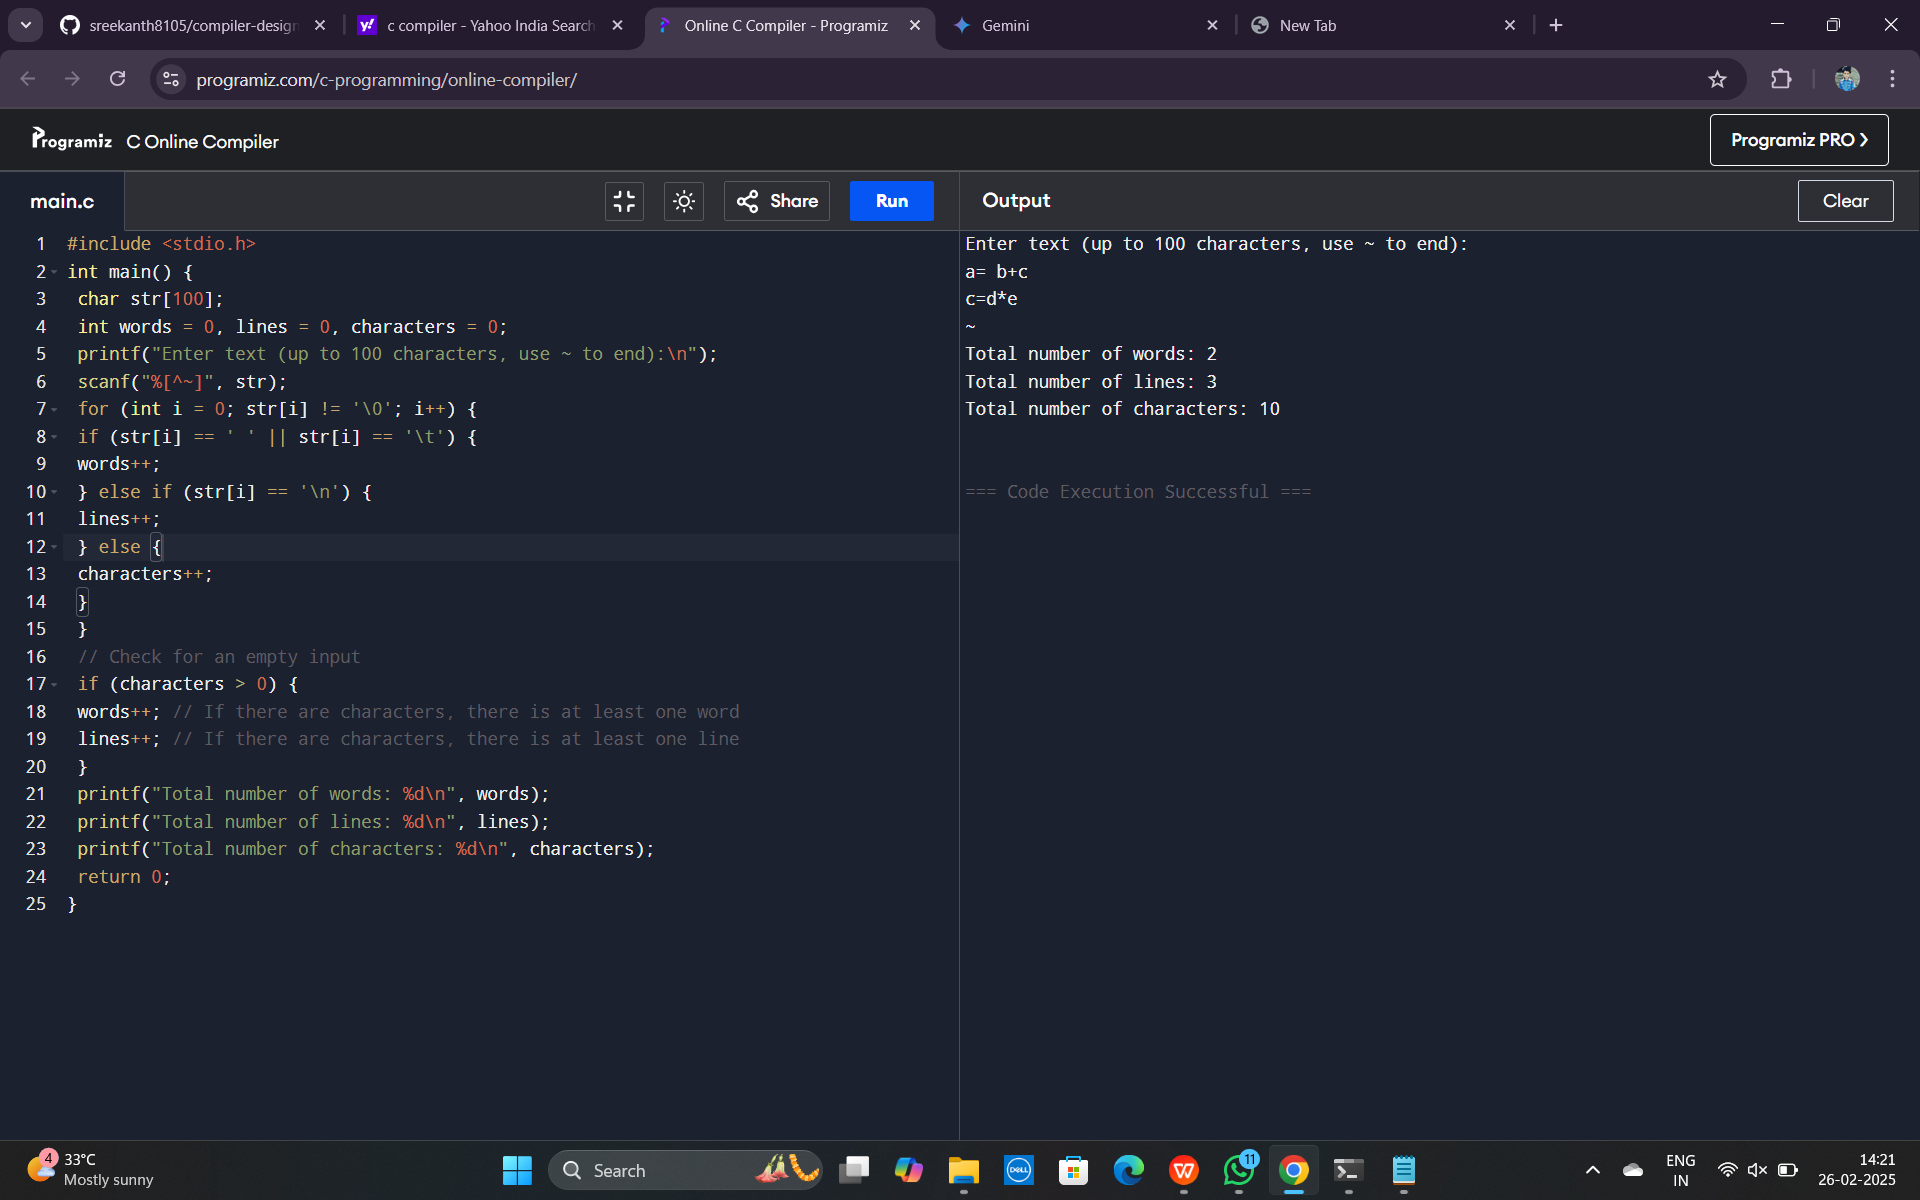 sreekanth8105/compiler-design
c compiler - Yahoo India Search
Online C Compiler - Programiz
Gemini
New Tab
programiz.com/c-programming/online-compiler/
Programiz C Online Compiler
Programiz PRO
main.c
Share
Run
Output
Clear
1 #include <stdio.h>
2 int main() {
3 char str[100];
4 int words = 0, lines = 0, characters = 0;
5 printf("Enter text (up to 100 characters, use ~ to end):\n");
6 scanf("%[^~]", str);
7 for (int i = 0; str[i] != '\0'; i++) {
8 if (str[i] == ' ' || str[i] == '\t') {
9 words++;
10 } else if (str[i] == '\n') {
11 lines++;
12 } else {
13 characters++;
14 }
15 }
16 // Check for an empty input
17 if (characters > 0) {
18 words++; // If there are characters, there is at least one word
19 lines++; // If there are characters, there is at least one line
20 }
21 printf("Total number of words: %d\n", words);
22 printf("Total number of lines: %d\n", lines);
23 printf("Total number of characters: %d\n", characters);
24 return 0;
25 }
Enter text (up to 100 characters, use ~ to end):
a= b+c
c=d*e
~
Total number of words: 2
Total number of lines: 3
Total number of characters: 10
=== Code Execution Successful ===
4
33°C
Mostly sunny
Search
DELL
11
ENG
IN
14:21
26-02-2025